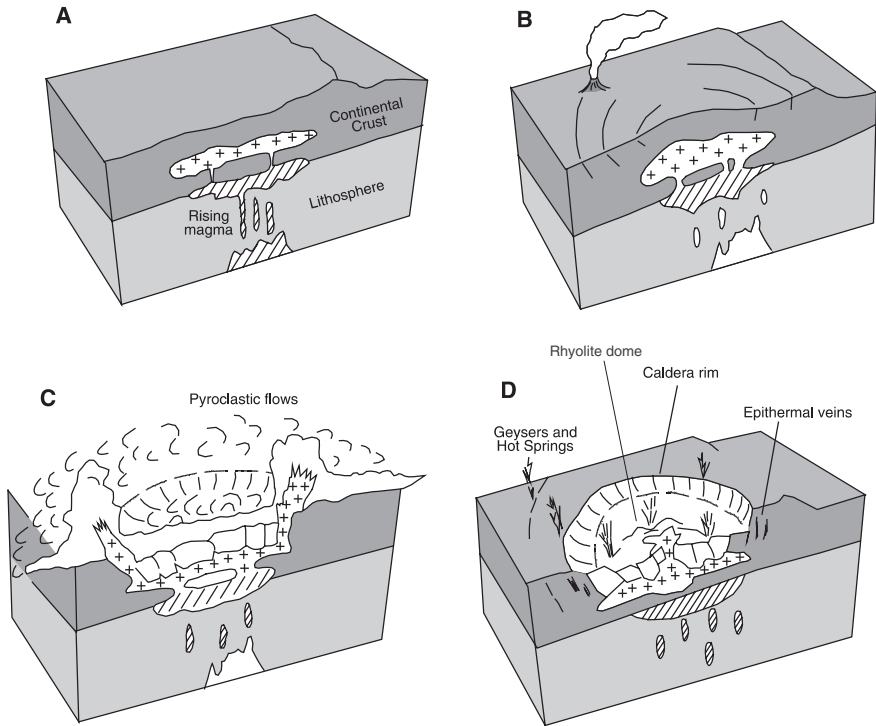 A
Continental
Crust
Lithosphere
Rising
magma
B
C
Pyroclastic flows
D
Rhyolite dome
Caldera rim
Epithermal veins
Geysers and
Hot Springs